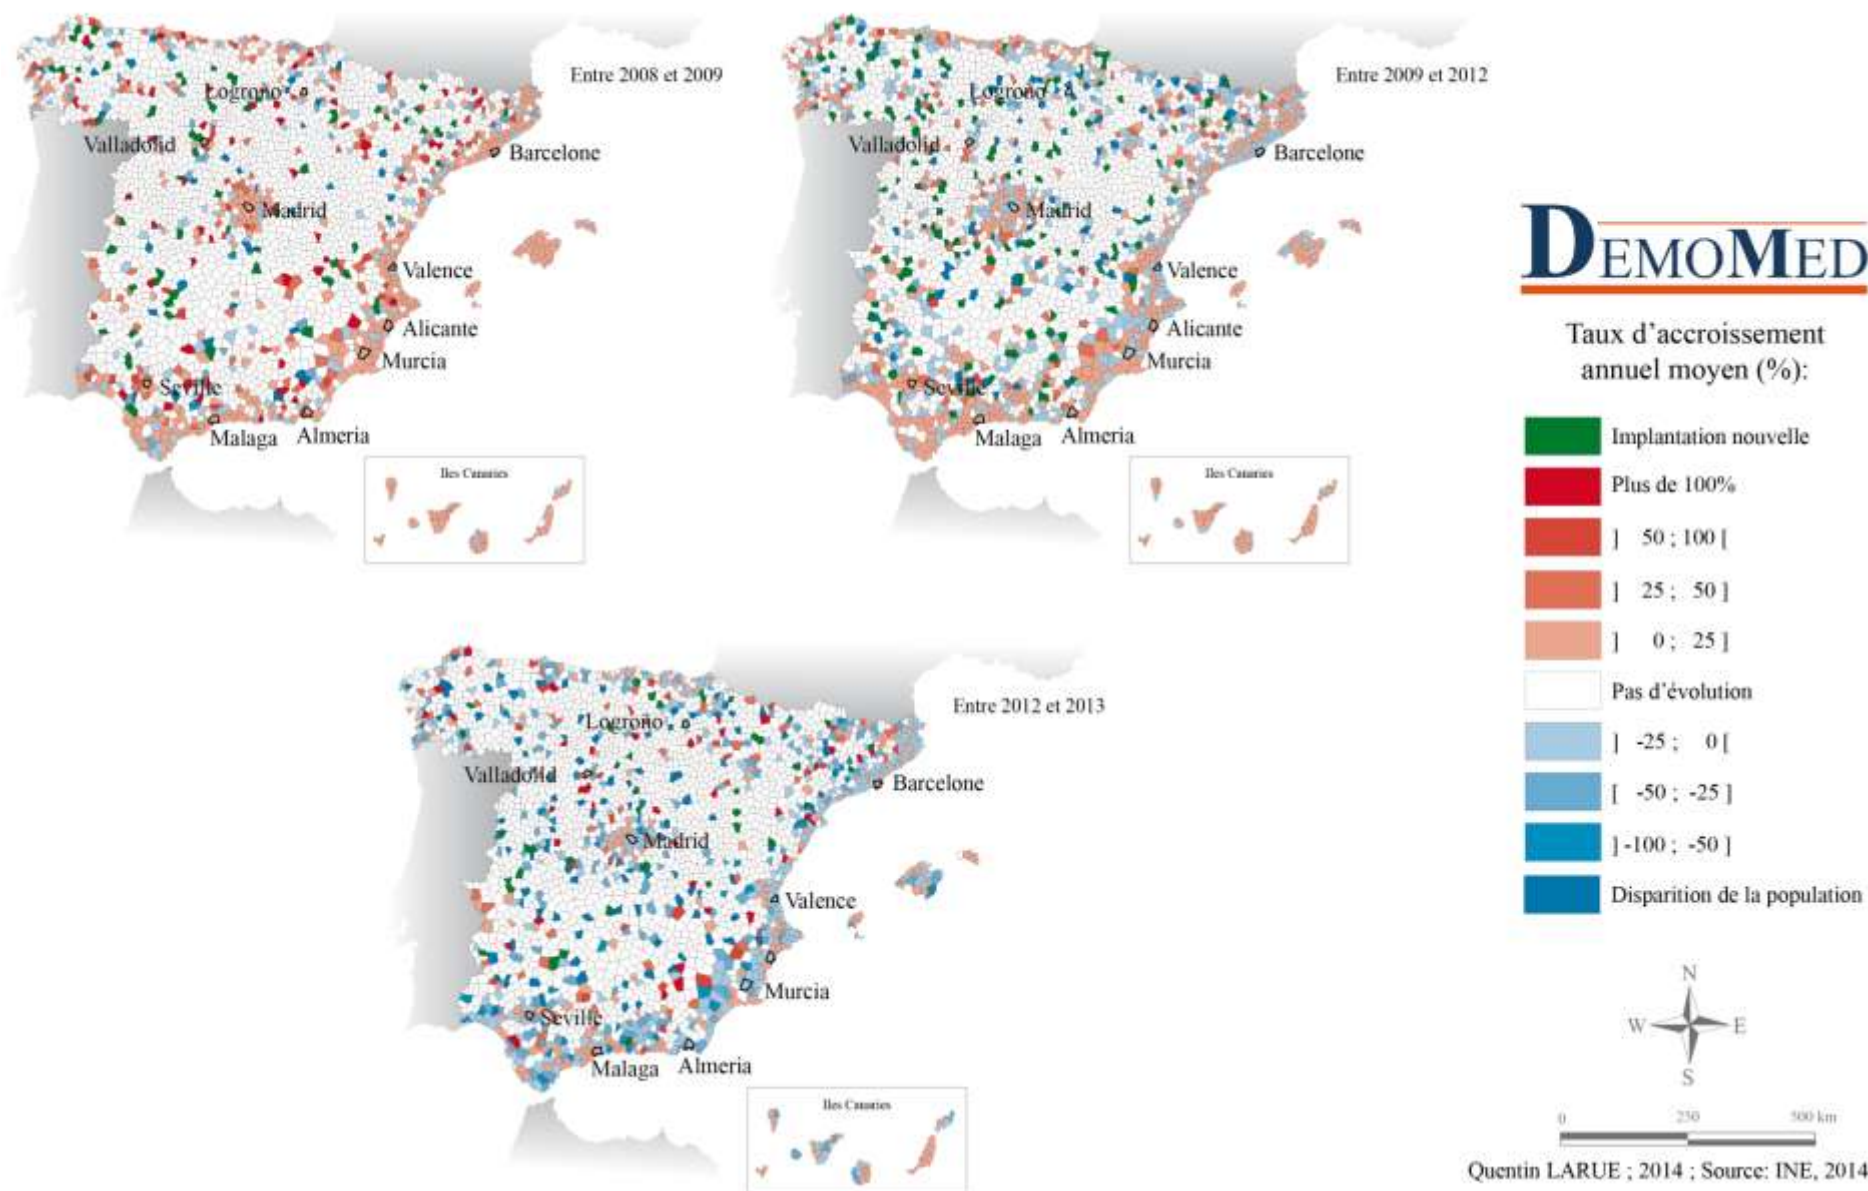 Entre 2008 et 2009
Logroño
Valladolid
Barcelone
Madrid
Valence
Alicante
Murcia
Seville
Malaga
Almeria
Iles Canaries
Entre 2009 et 2012
Logroño
Valladolid
Barcelone
Madrid
Valence
Alicante
Murcia
Seville
Malaga
Almeria
Iles Canaries
Entre 2012 et 2013
Logroño
Valladolid
Barcelone
Madrid
Valence
Murcia
Seville
Malaga
Almeria
Iles Canaries
DEMOMED
Taux d'accroissement
annuel moyen (%):
Implantation nouvelle
Plus de 100%
] 50 ; 100 [
] 25 ; 50 ]
] 0 ; 25 ]
Pas d'évolution
] -25 ; 0 [
[ -50 ; -25 ]
] -100 ; -50 ]
Disparition de la population
N
W E
S
0 250 500 km
Quentin LARUE ; 2014 ; Source: INE, 2014